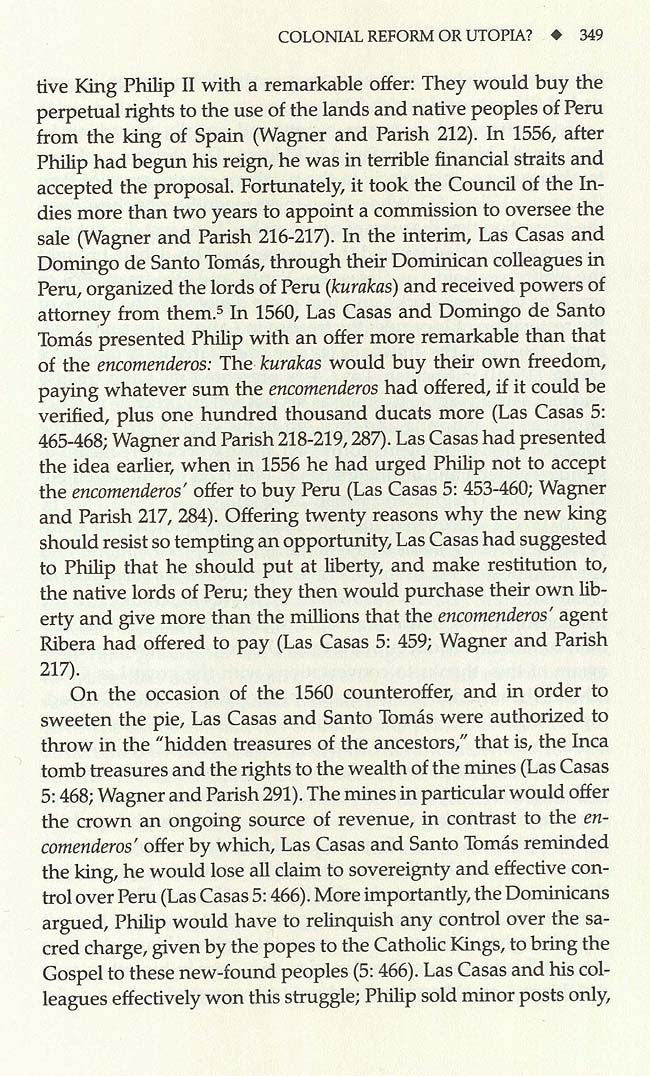 COLONIAL REFORM OR UTOPIA? ◆ 349
tive King Philip II with a remarkable offer: They would buy the
perpetual rights to the use of the lands and native peoples of Peru
from the king of Spain (Wagner and Parish 212). In 1556, after
Philip had begun his reign, he was in terrible financial straits and
accepted the proposal. Fortunately, it took the Council of the In-
dies more than two years to appoint a commission to oversee the
sale (Wagner and Parish 216-217). In the interim, Las Casas and
Domingo de Santo Tomás, through their Dominican colleagues in
Peru, organized the lords of Peru (kurakas) and received powers of
attorney from them.⁵ In 1560, Las Casas and Domingo de Santo
Tomás presented Philip with an offer more remarkable than that
of the encomenderos: The kurakas would buy their own freedom,
paying whatever sum the encomenderos had offered, if it could be
verified, plus one hundred thousand ducats more (Las Casas 5:
465-468; Wagner and Parish 218-219, 287). Las Casas had presented
the idea earlier, when in 1556 he had urged Philip not to accept
the encomenderos' offer to buy Peru (Las Casas 5: 453-460; Wagner
and Parish 217, 284). Offering twenty reasons why the new king
should resist so tempting an opportunity, Las Casas had suggested
to Philip that he should put at liberty, and make restitution to,
the native lords of Peru; they then would purchase their own lib-
erty and give more than the millions that the encomenderos' agent
Ribera had offered to pay (Las Casas 5: 459; Wagner and Parish
217).
On the occasion of the 1560 counteroffer, and in order to
sweeten the pie, Las Casas and Santo Tomás were authorized to
throw in the "hidden treasures of the ancestors," that is, the Inca
tomb treasures and the rights to the wealth of the mines (Las Casas
5: 468; Wagner and Parish 291). The mines in particular would offer
the crown an ongoing source of revenue, in contrast to the en-
comenderos' offer by which, Las Casas and Santo Tomás reminded
the king, he would lose all claim to sovereignty and effective con-
trol over Peru (Las Casas 5: 466). More importantly, the Dominicans
argued, Philip would have to relinquish any control over the sa-
cred charge, given by the popes to the Catholic Kings, to bring the
Gospel to these new-found peoples (5: 466). Las Casas and his col-
leagues effectively won this struggle; Philip sold minor posts only,